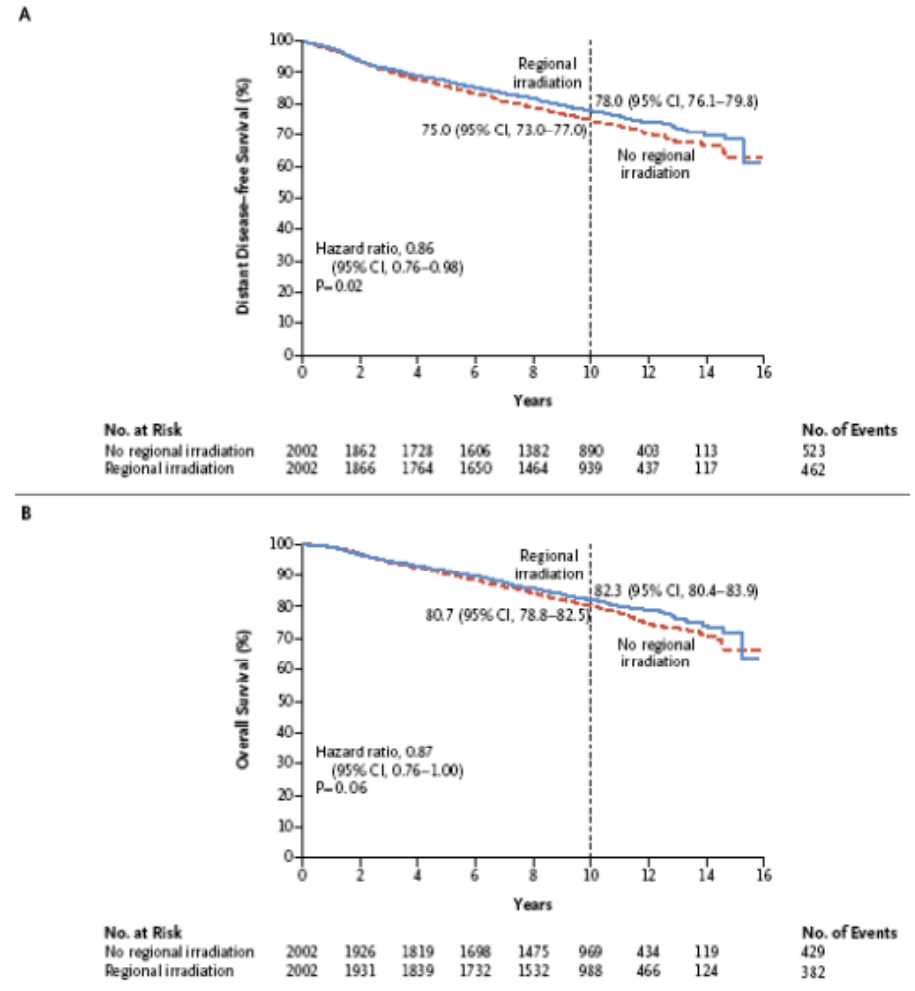 A
100
90
80
70
60
50
40
30
20
10
0
Distant Disease–free Survival (%)
Regional
irradiation
78.0 (95% CI, 76.1–79.8)
75.0 (95% CI, 73.0–77.0)
No regional
irradiation
Hazard ratio, 0.86
(95% CI, 0.76–0.98)
P=0.02
0 2 4 6 8 10 12 14 16
Years
No. at Risk No. of Events
No regional irradiation 2002 1862 1728 1606 1382 890 403 113 523
Regional irradiation 2002 1866 1764 1650 1464 939 437 117 462
B
100
90
80
70
60
50
40
30
20
10
0
Overall Survival (%)
Regional
irradiation
82.3 (95% CI, 80.4–83.9)
80.7 (95% CI, 78.8–82.5)
No regional
irradiation
Hazard ratio, 0.87
(95% CI, 0.76–1.00)
P=0.06
0 2 4 6 8 10 12 14 16
Years
No. at Risk No. of Events
No regional irradiation 2002 1926 1819 1698 1475 969 434 119 429
Regional irradiation 2002 1931 1839 1732 1532 988 466 124 382